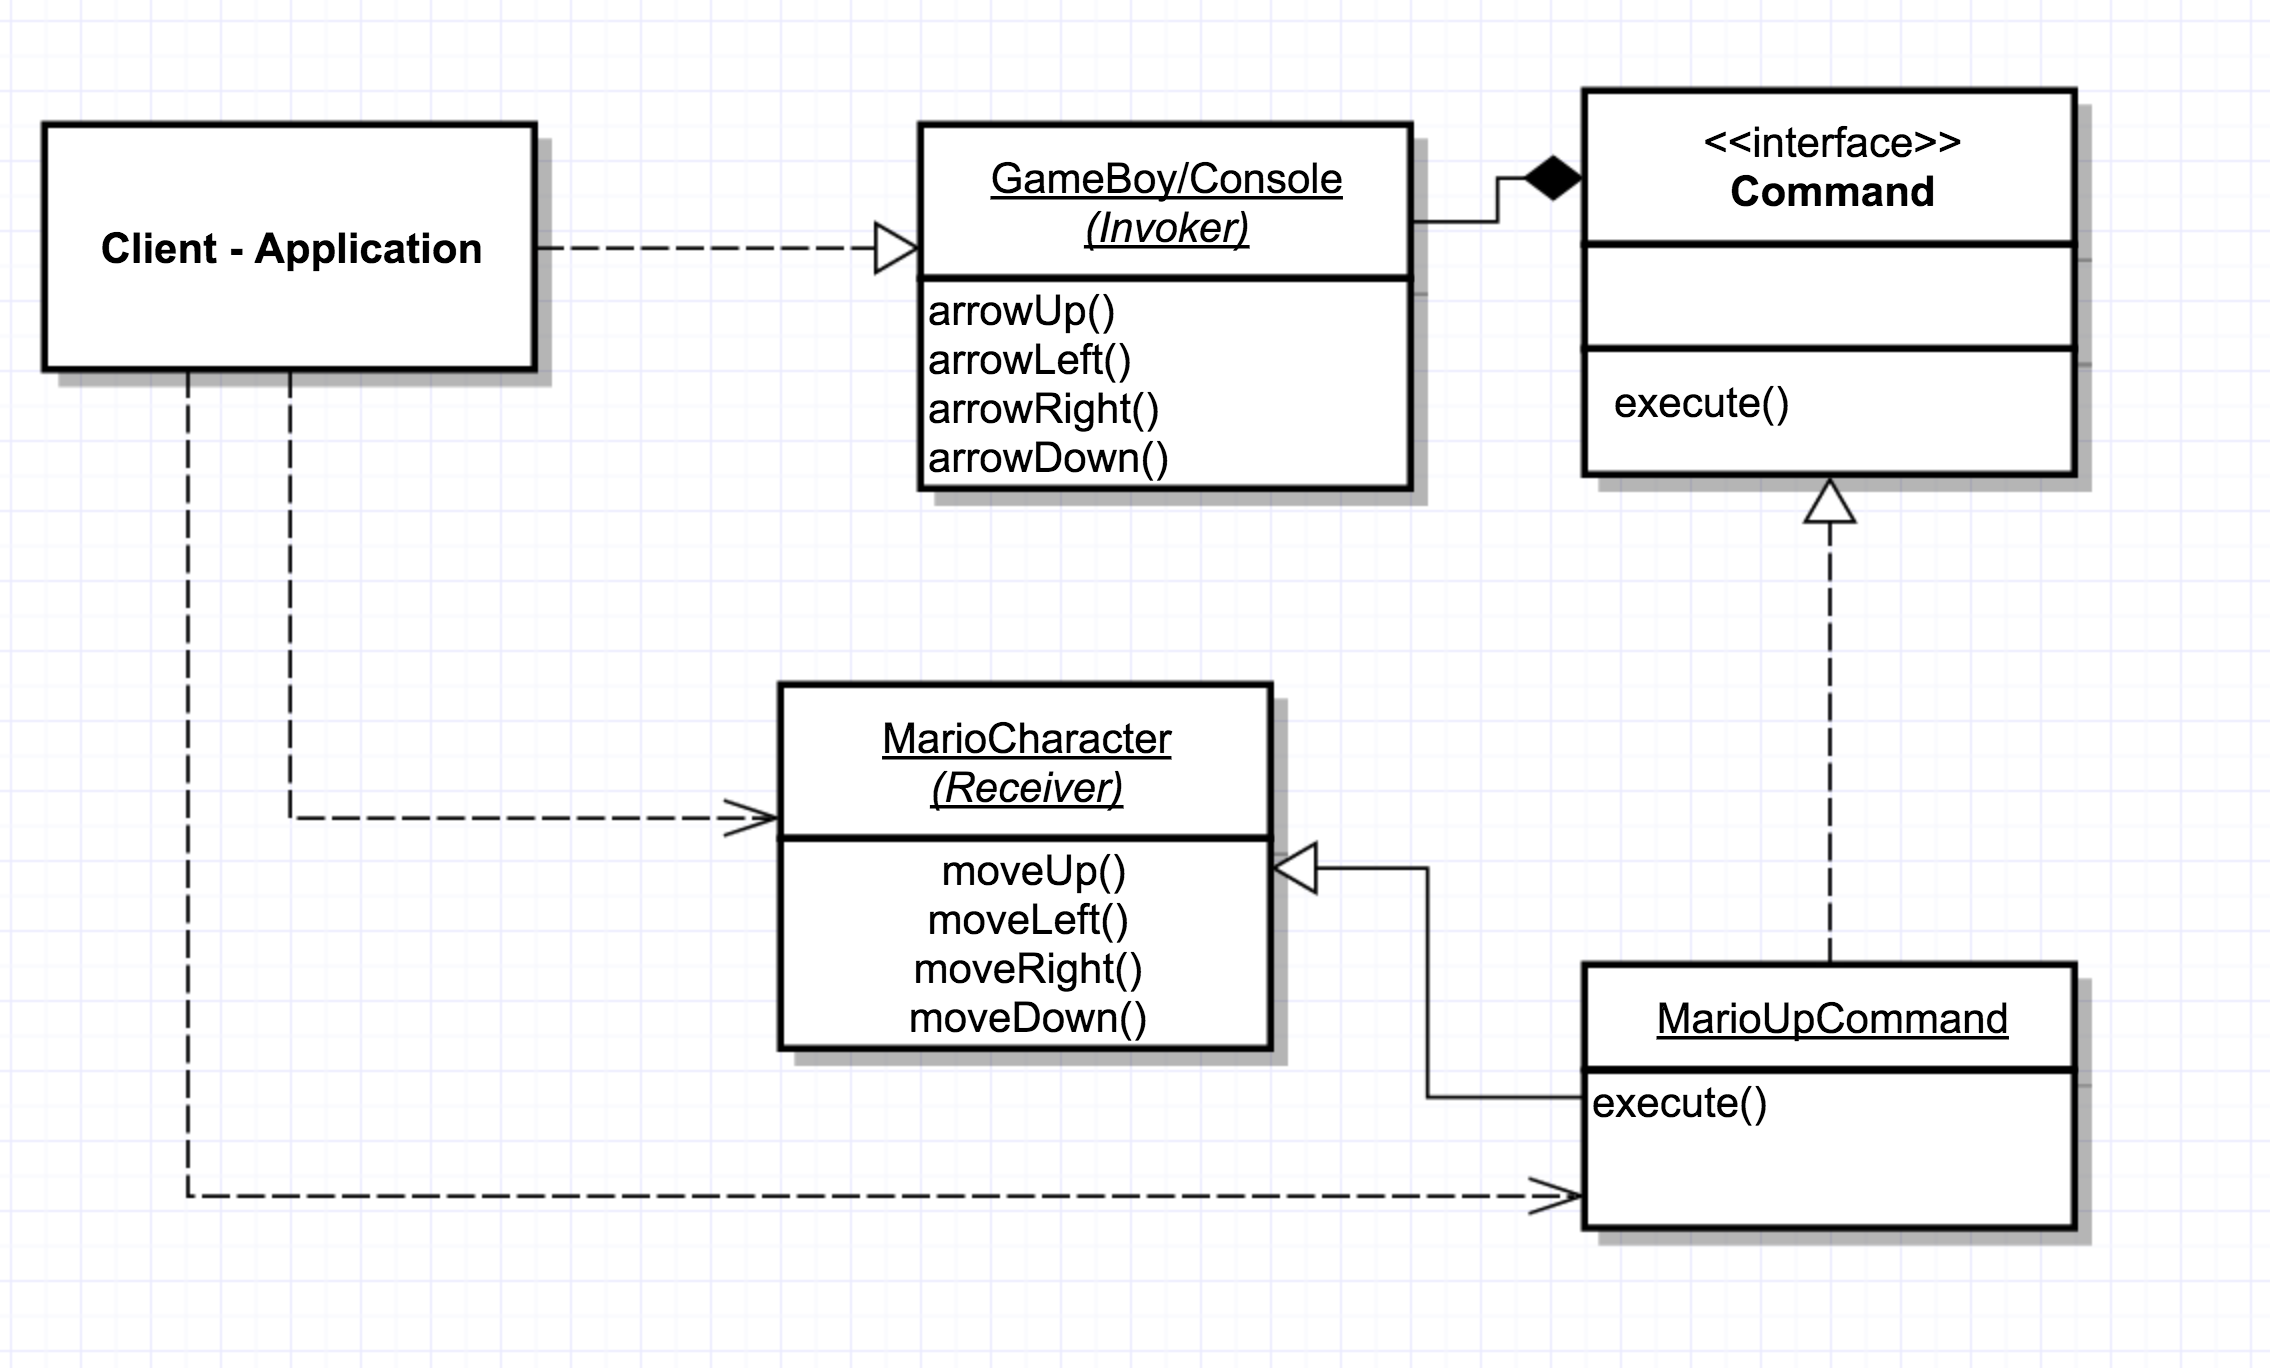 Client - Application
GameBoy/Console
(Invoker)
arrowUp()
arrowLeft()
arrowRight()
arrowDown()
<<interface>>
Command
execute()
MarioCharacter
(Receiver)
moveUp()
moveLeft()
moveRight()
moveDown()
MarioUpCommand
execute()